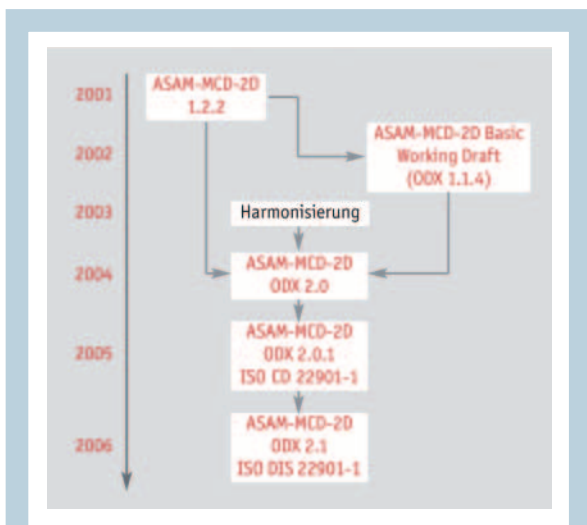 2001
ASAM-MCD-2D
1.2.2
2002
ASAM-MCD-2D Basic
Working Draft
(ODX 1.1.4)
2003
Harmonisierung
2004
ASAM-MCD-2D
ODX 2.0
2005
ASAM-MCD-2D
ODX 2.0.1
ISO CD 22901-1
2006
ASAM-MCD-2D
ODX 2.1
ISO DIS 22901-1